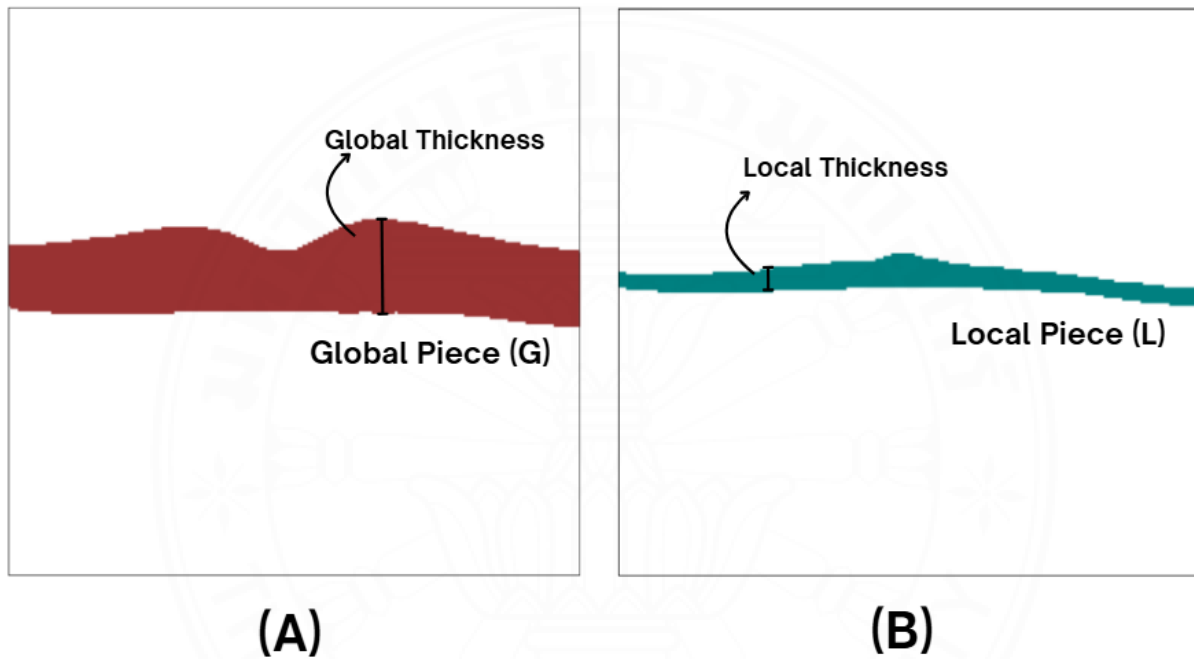 Global Thickness
Global Piece (G)
(A)
Local Thickness
Local Piece (L)
(B)